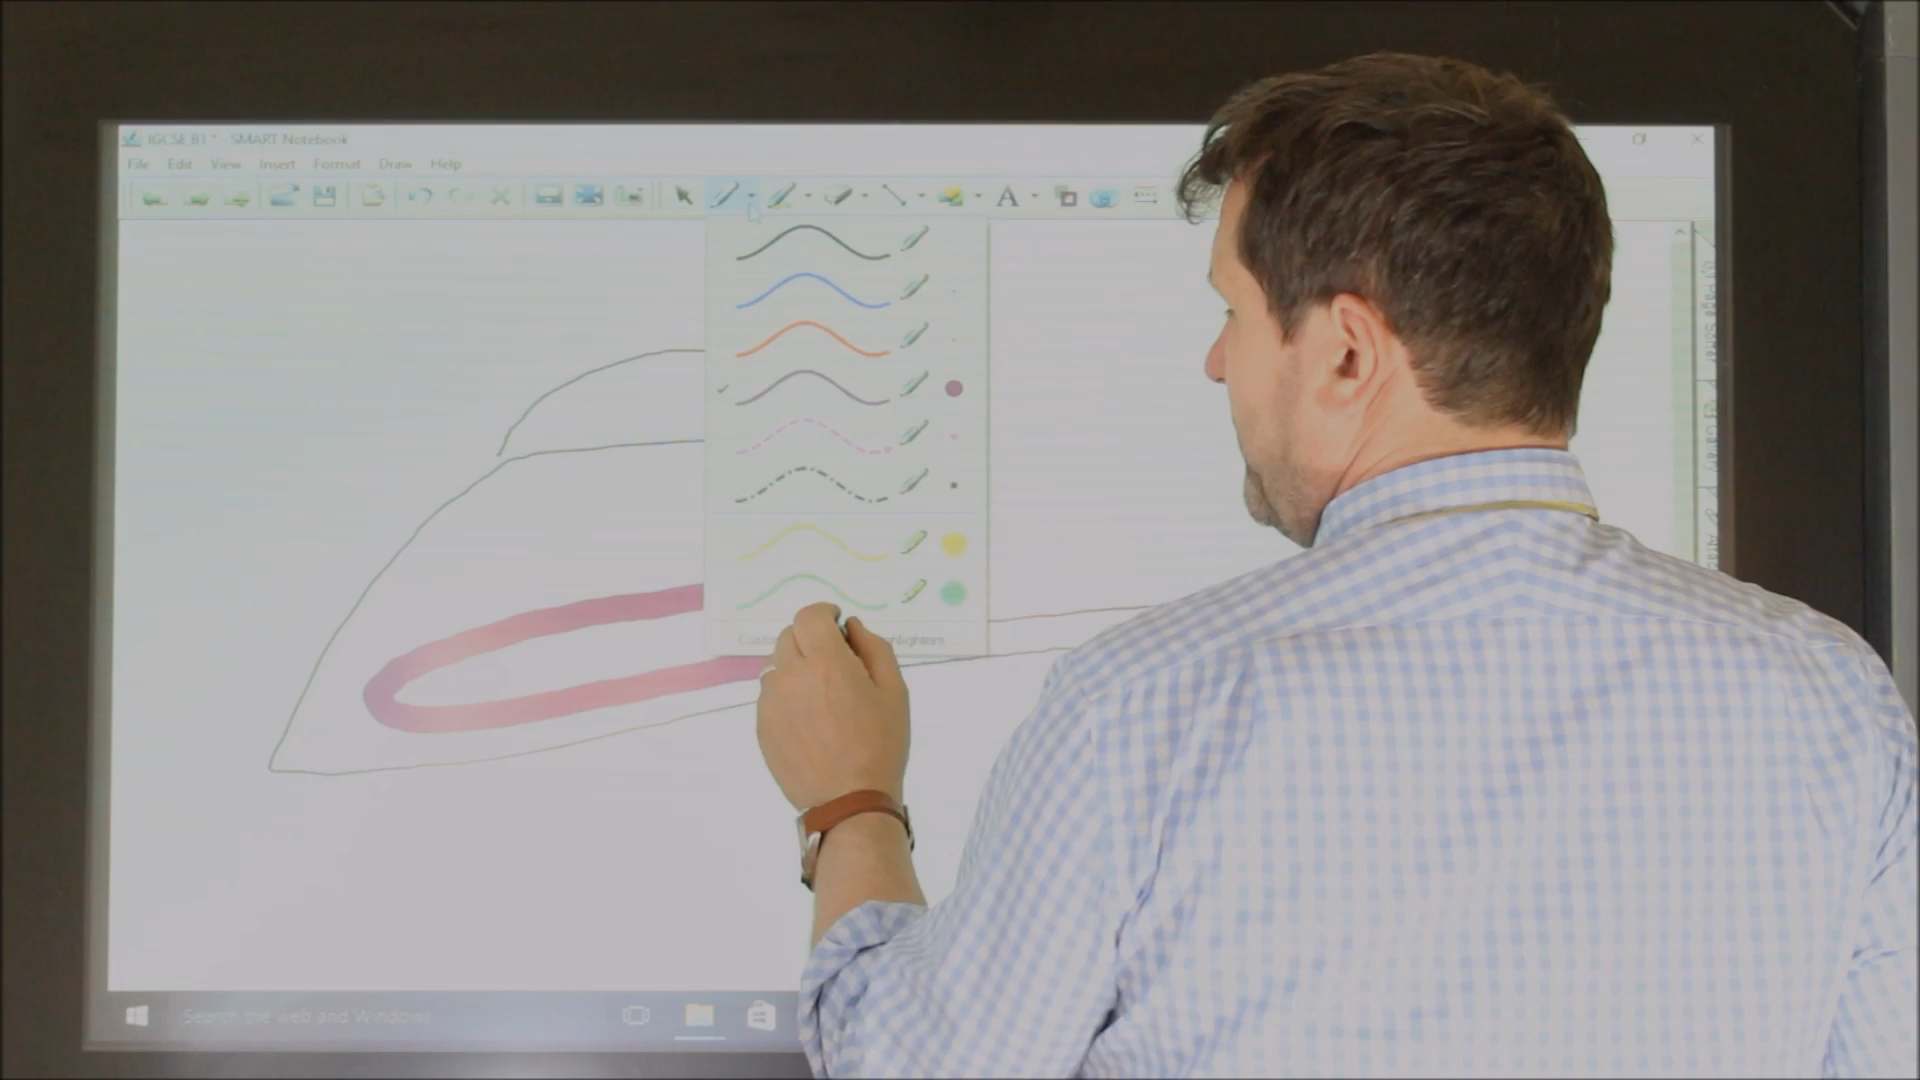 IGCSE B1 * - SMART Notebook
File Edit View Insert Format Draw Help
A
Search the web and Windows